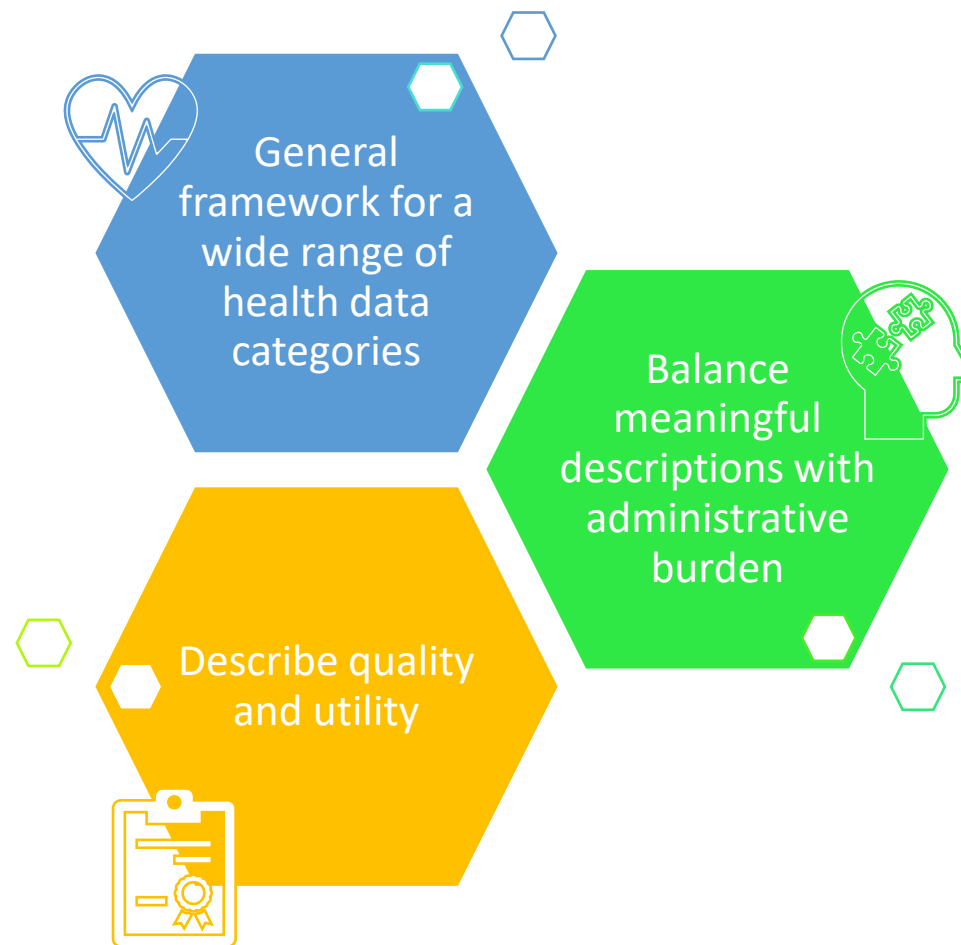 General
framework for a
wide range of
health data
categories
Balance
meaningful
descriptions with
administrative
burden
Describe quality
and utility